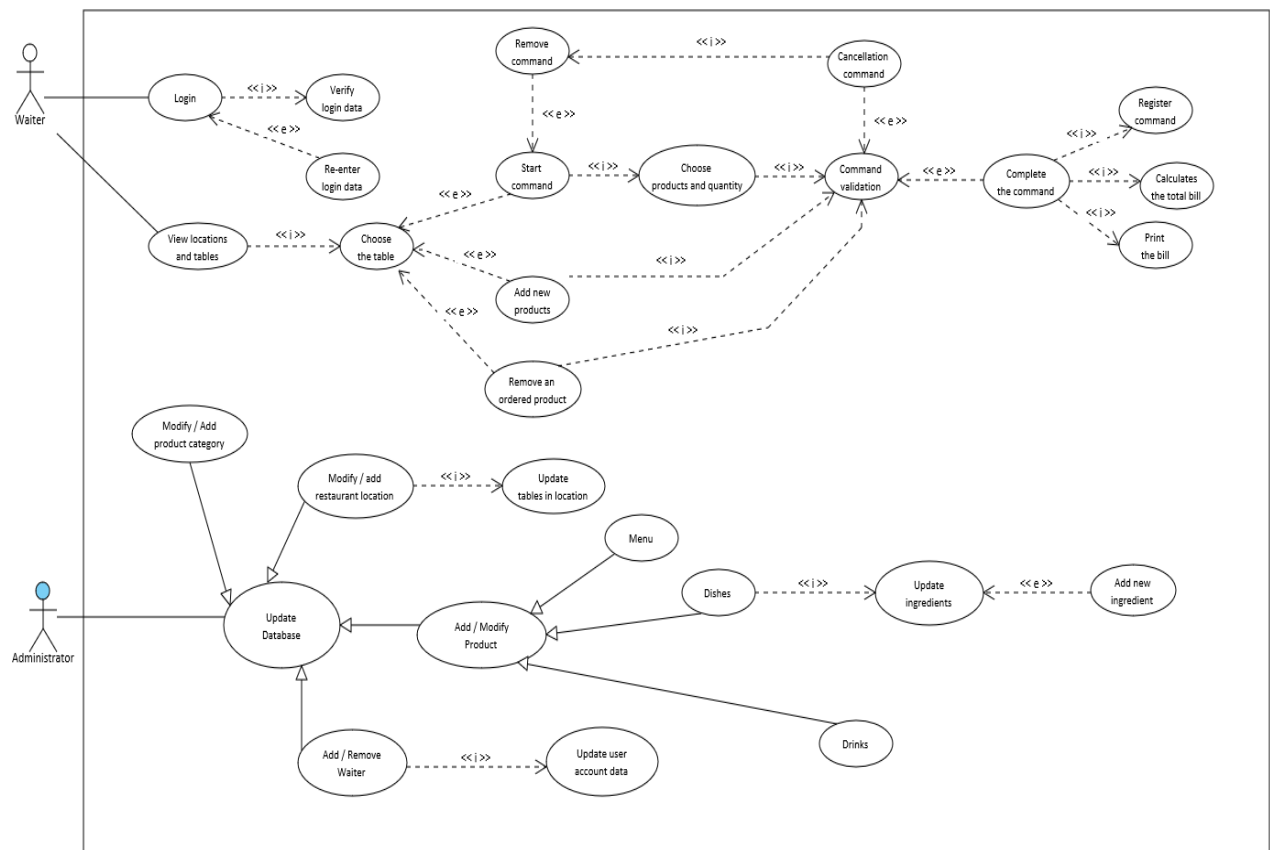 Remove
command
<< i >>
Cancellation
command
Waiter
Login
<< i >>
Verify
login data
<< e >>
Re-enter
login data
<< e >>
<< e >>
Register
command
<< i >>
Start
command
<< i >>
Choose
products and quantity
<< i >>
Command
validation
<< e >>
Complete
the command
<< i >>
Calculates
the total bill
<< i >>
Print
the bill
<< e >>
View locations
and tables
<< i >>
Choose
the table
<< e >>
Add new
products
<< i >>
<< e >>
Remove an
ordered product
<< i >>
Modify / Add
product category
Modify / add
restaurant location
<< i >>
Update
tables in location
Menu
Administrator
Update
Database
Add / Modify
Product
Dishes
<< i >>
Update
ingredients
<< e >>
Add new
ingredient
Drinks
Add / Remove
Waiter
<< i >>
Update user
account data